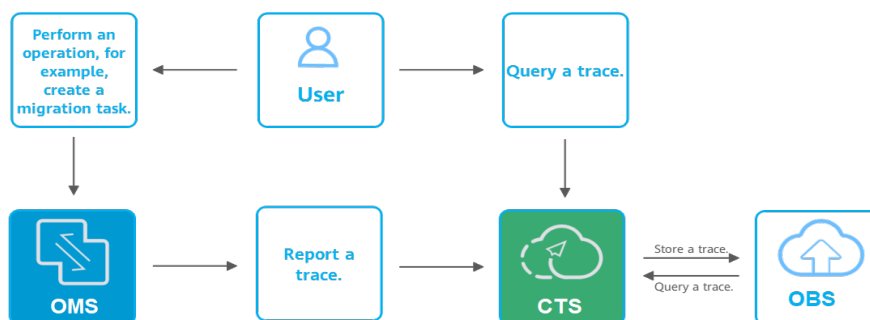 Perform an
operation, for
example,
create a
migration task.
User
Query a trace.
OMS
Report a
trace.
CTS
Store a trace.
Query a trace.
OBS